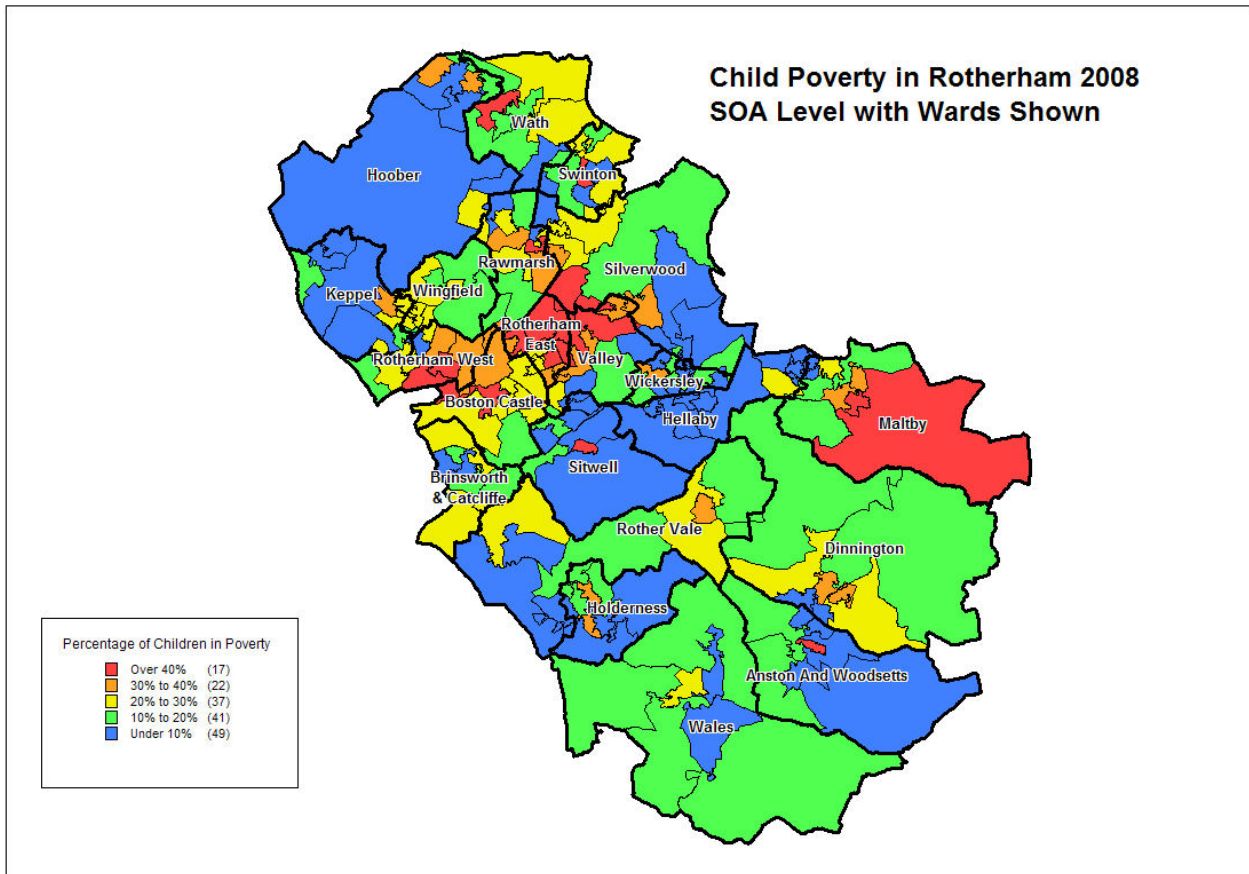 Child Poverty in Rotherham 2008
SOA Level with Wards Shown
Wath
Hoober
Swinton
Rawmarsh
Silverwood
Keppel
Wingfield
Rotherham
East
Rotherham West
Valley
Wickersley
Boston Castle
Hellaby
Maltby
Sitwell
Brinsworth
& Catcliffe
Rother Vale
Dinnington
Holderness
Anston And Woodsetts
Wales
Percentage of Children in Poverty
Over 40% (17)
30% to 40% (22)
20% to 30% (37)
10% to 20% (41)
Under 10% (49)